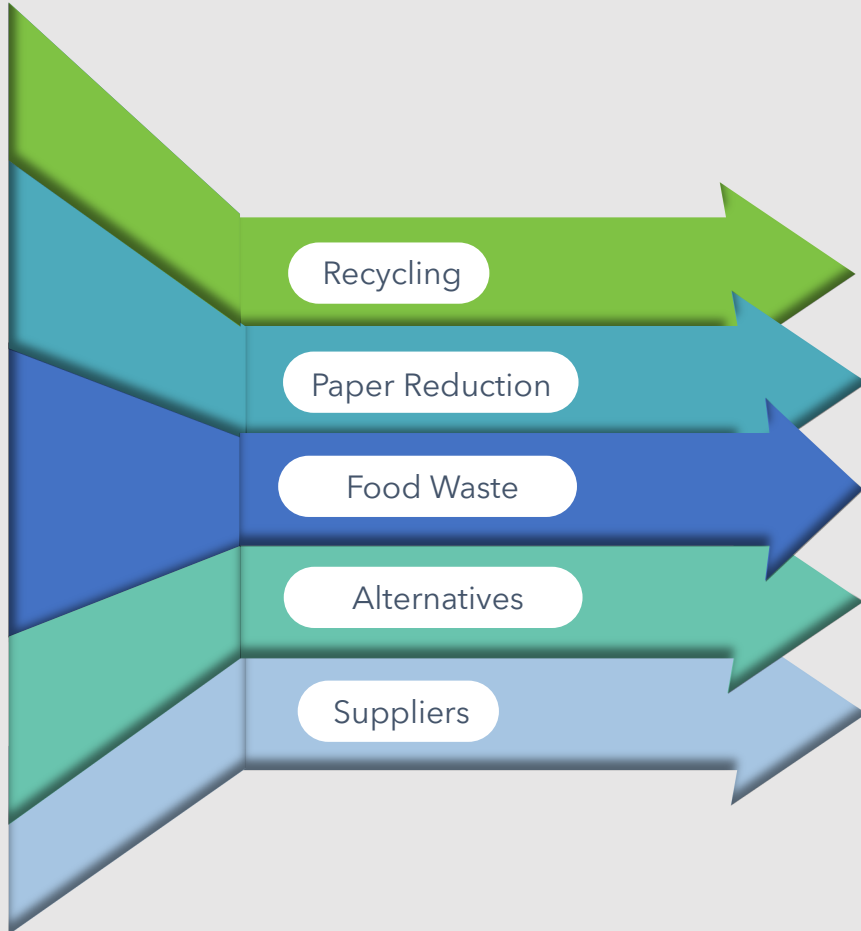 Recycling
Paper Reduction
Food Waste
Alternatives
Suppliers